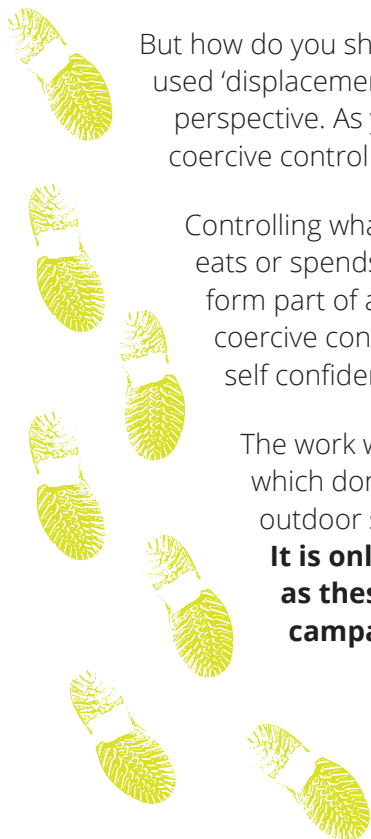 But how do you sh
used ‘displacemen
perspective. As y
coercive control
Controlling wha
eats or spends
form part of a
coercive con
self confiden
The work w
which don
outdoor s
It is onl
as thes
campa